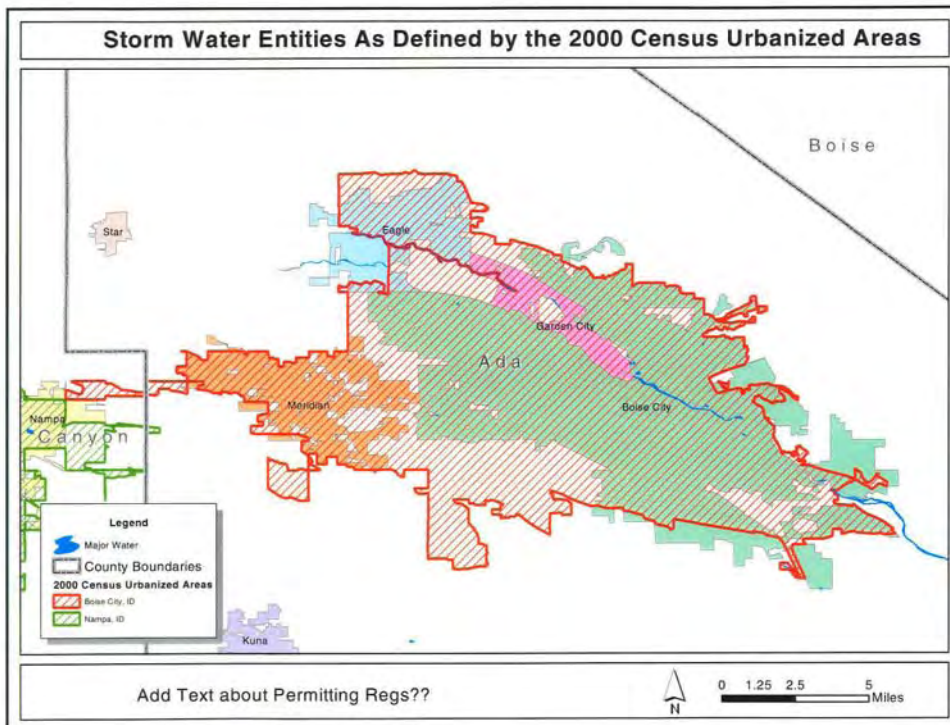 Storm Water Entities As Defined by the 2000 Census Urbanized Areas
Boise
Star
Eagle
Garden City
Ada
Meridian
Boise City
Nampa
Canyon
Legend
Major Water
County Boundaries
2000 Census Urbanized Areas
Boise City, ID
Nampa, ID
Kuna
Add Text about Permitting Regs??
N
0 1.25 2.5 5
Miles